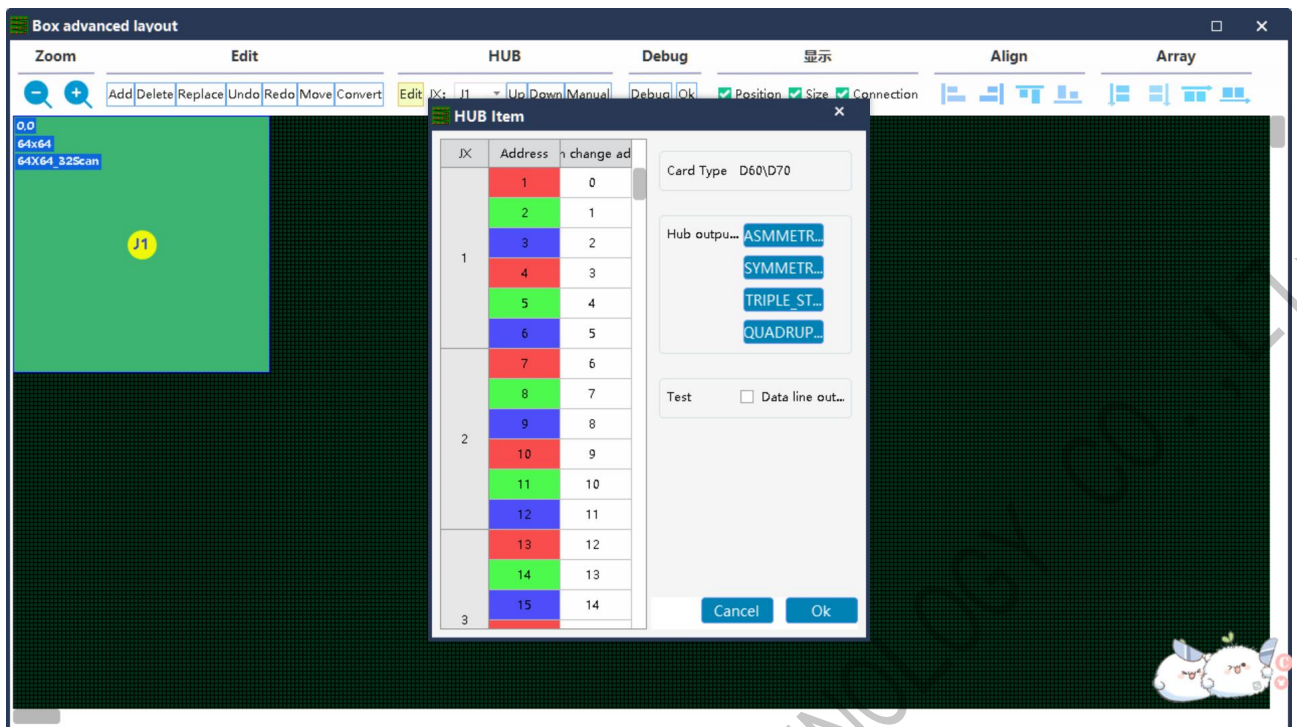 Box advanced layout
Zoom Edit HUB Debug 显示 Align Array
Add Delete Replace Undo Redo Move Convert Edit JX: J1 Up Down Manual Debug Ok Position Size Connection
0,0
64x64
64X64_32Scan
J1
HUB Item
JX Address n change ad
1
1 0
2 1
3 2
4 3
5 4
6 5
2
7 6
8 7
9 8
10 9
11 10
12 11
3
13 12
14 13
15 14
Card Type D60\D70
Hub outpu... ASMMETR...
SYMMETR...
TRIPLE_ST...
QUADRUP...
Test Data line out...
Cancel Ok
NOLOGY CO.,LT